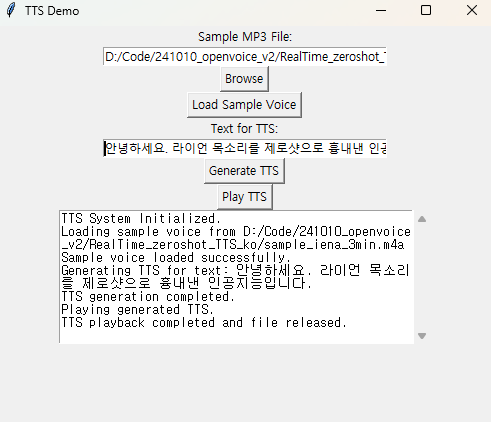 TTS Demo
Sample MP3 File:
D:/Code/241010_openvoice_v2/RealTime_zeroshot_
Browse
Load Sample Voice
Text for TTS:
안녕하세요. 라이언 목소리를 제로샷으로 흉내낸 인공
Generate TTS
Play TTS
TTS System Initialized.
Loading sample voice from D:/Code/241010_openvoice
_v2/RealTime_zeroshot_TTS_ko/sample_iena_3min.m4a
Sample voice loaded successfully.
Generating TTS for text: 안녕하세요. 라이언 목소리
를 제로샷으로 흉내낸 인공지능입니다.
TTS generation completed.
Playing generated TTS.
TTS playback completed and file released.